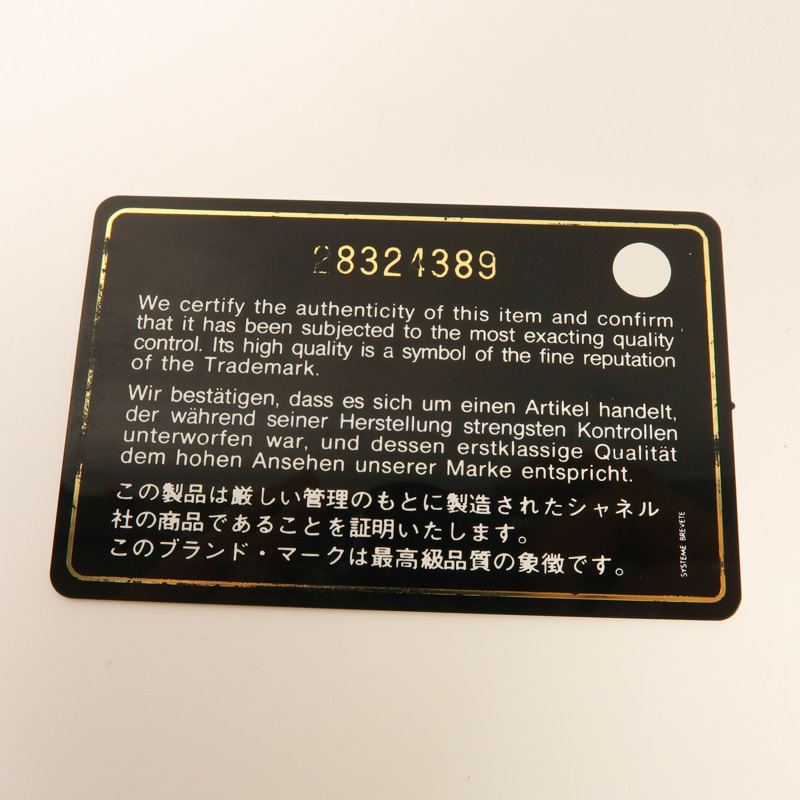 28324389
We certify the authenticity of this item and confirm
that it has been subjected to the most exacting quality
control. Its high quality is a symbol of the fine reputation
of the Trademark.
Wir bestätigen, dass es sich um einen Artikel handelt,
der während seiner Herstellung strengsten Kontrollen
unterworfen war, und dessen erstklassige Qualität
dem hohen Ansehen unserer Marke entspricht.
この製品は厳しい管理のもとに製造されたシャネル
社の商品であることを証明いたします。
このブランド・マークは最高級品質の象徴です。
SYSTEME BREVETE